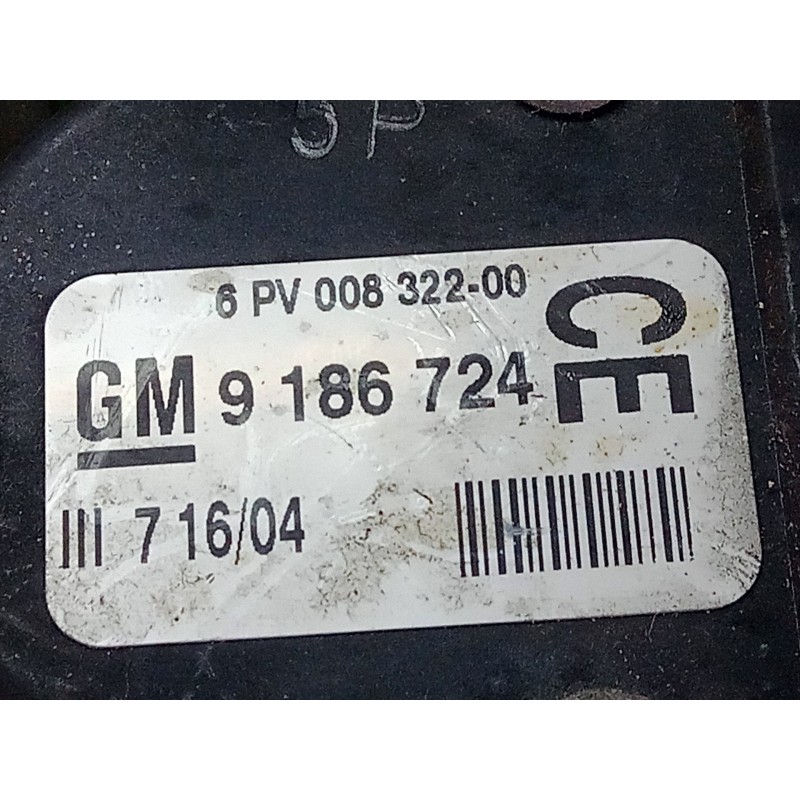 5P
6 PV 008 322-00
GM 9 186 724 CE
III 7 16/04